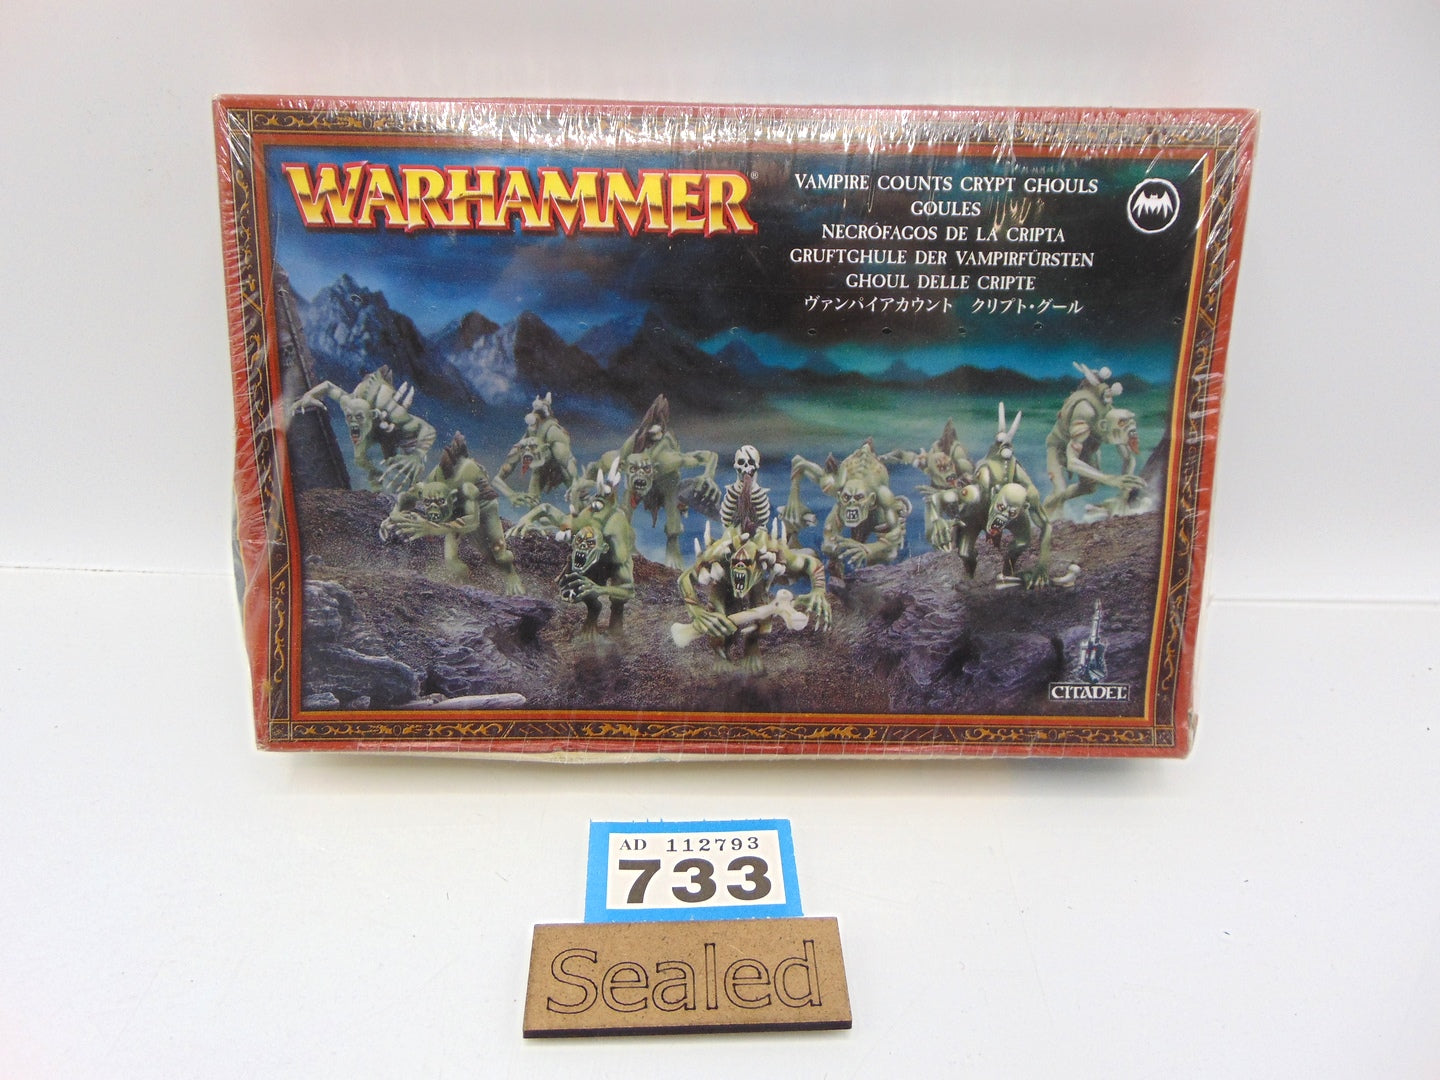 WARHAMMER®
VAMPIRE COUNTS CRYPT GHOULS
GOULES
NECRÓFAGOS DE LA CRIPTA
GRUFTGHULE DER VAMPIRFÜRSTEN
GHOUL DELLE CRIPTE
ヴァンパイアカウント クリプト・グール
CITADEL
AD 112793
733
Sealed